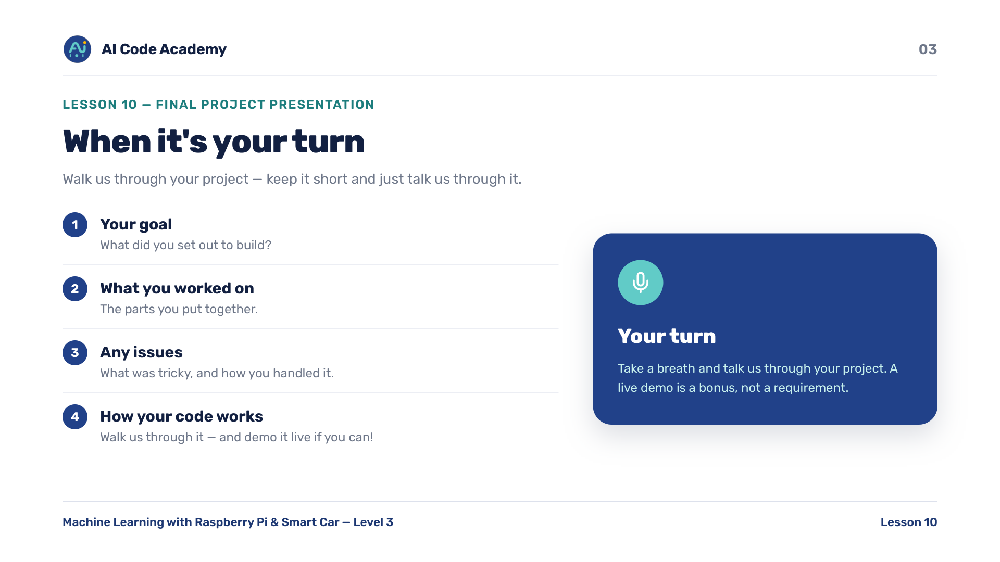 AI Code Academy
03
LESSON 10 — FINAL PROJECT PRESENTATION
When it's your turn
Walk us through your project — keep it short and just talk us through it.
1
Your goal
What did you set out to build?
2
What you worked on
The parts you put together.
3
Any issues
What was tricky, and how you handled it.
4
How your code works
Walk us through it — and demo it live if you can!
Your turn
Take a breath and talk us through your project. A
live demo is a bonus, not a requirement.
Machine Learning with Raspberry Pi & Smart Car — Level 3
Lesson 10